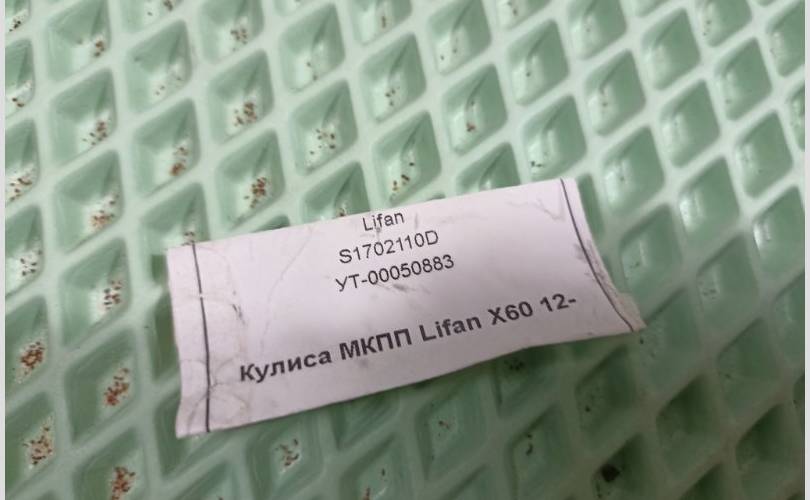 Lifan
S1702110D
УТ-00050883
Кулиса МКПП Lifan X60 12-